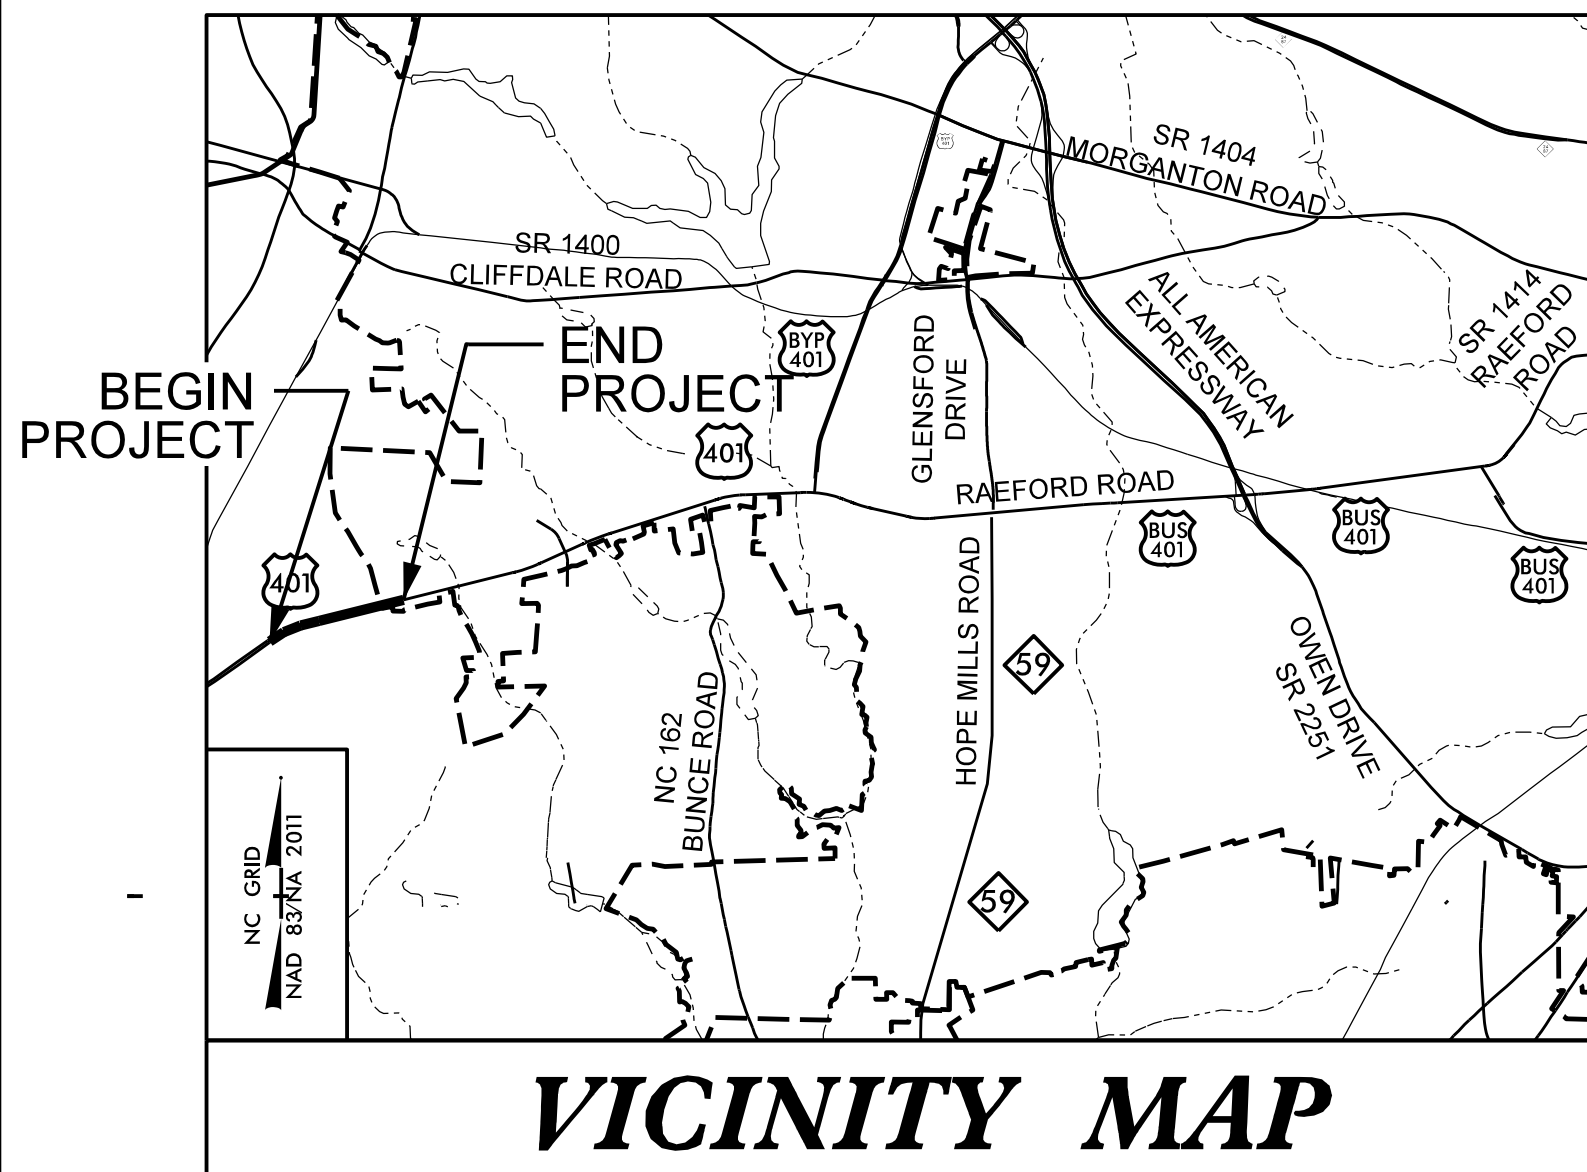 SR 1404
MORGANTON ROAD
SR 1400
CLIFFDALE ROAD
BYP
401
BYP
401
ALL AMERICAN
EXPRESSWAY
SR 1414
RAEFORD
ROAD
GLENSFORD
DRIVE
END
PROJECT
BEGIN
PROJECT
401
RAEFORD ROAD
BUS
401
BUS
401
BUS
401
401
HOPE MILLS ROAD
59
OWEN DRIVE
SR 2251
NC 162
BUNCE ROAD
59
NC GRID
NAD 83/NA 2011
VICINITY MAP